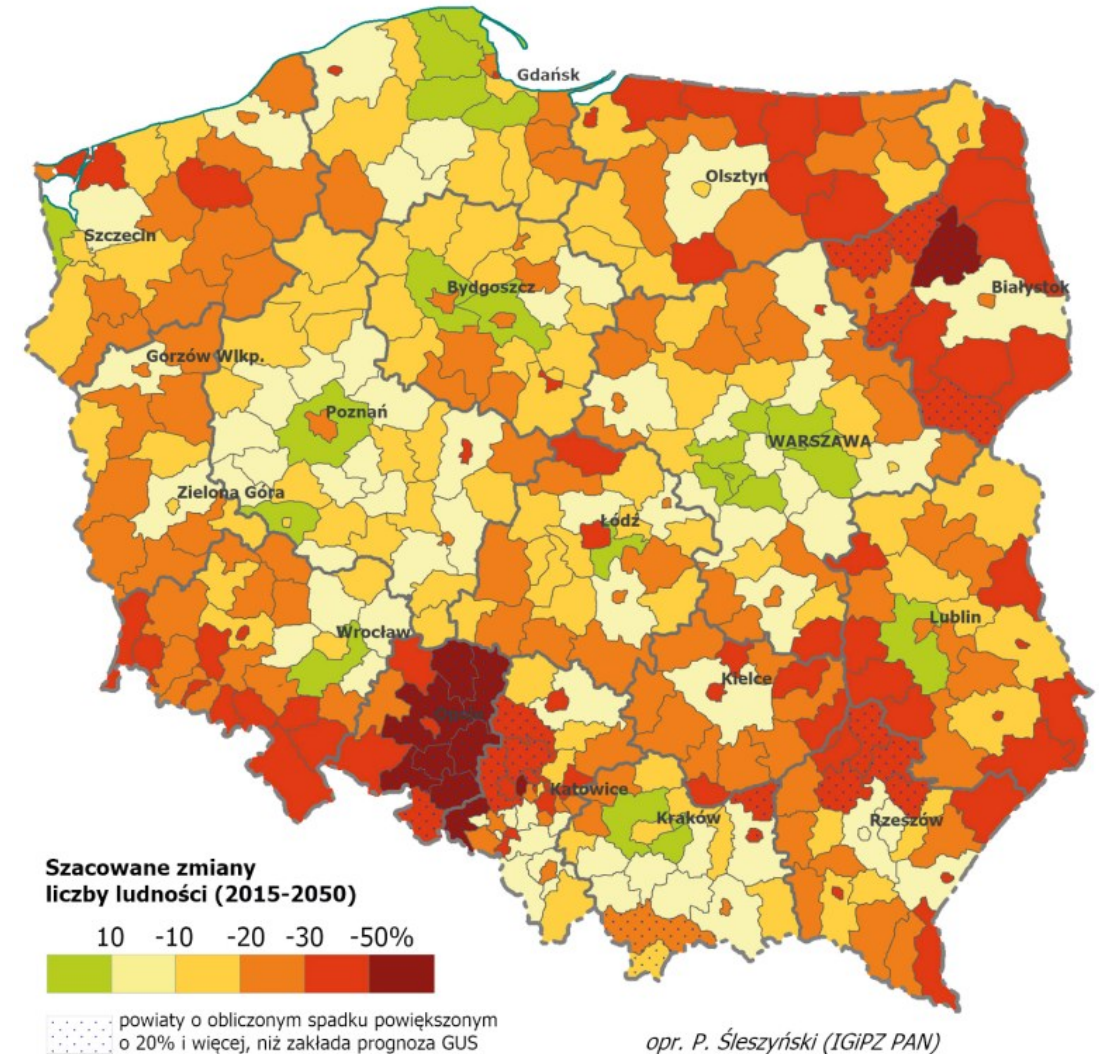 Gdańsk
Olsztyn
Szczecin
Bydgoszcz
Białystok
Gorzów Wlkp.
Poznań
WARSZAWA
Zielona Góra
Łódź
Lublin
Wrocław
Kielce
Opole
Katowice
Kraków
Rzeszów
Szacowane zmiany
liczby ludności (2015-2050)
10 -10 -20 -30 -50%
powiaty o obliczonym spadku powiększonym
o 20% i więcej, niż zakłada prognoza GUS
opr. P. Śleszyński (IGiPZ PAN)